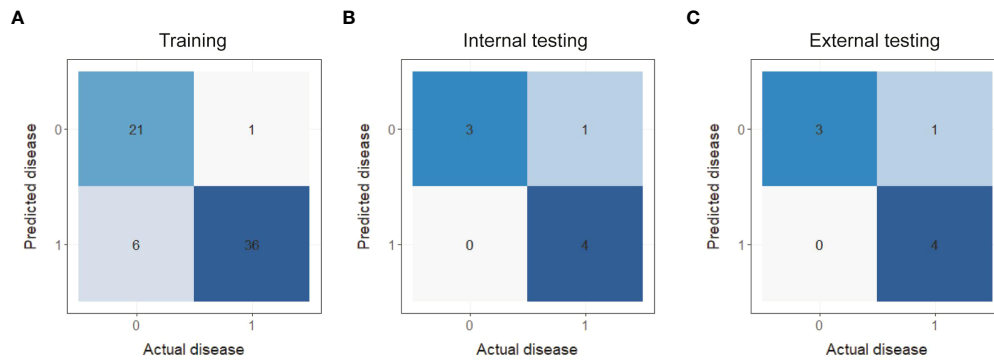 A
Training
Predicted disease
0
1
21
1
6
36
0
1
Actual disease
B
Internal testing
Predicted disease
0
1
3
1
0
4
0
1
Actual disease
C
External testing
Predicted disease
0
1
3
1
0
4
0
1
Actual disease